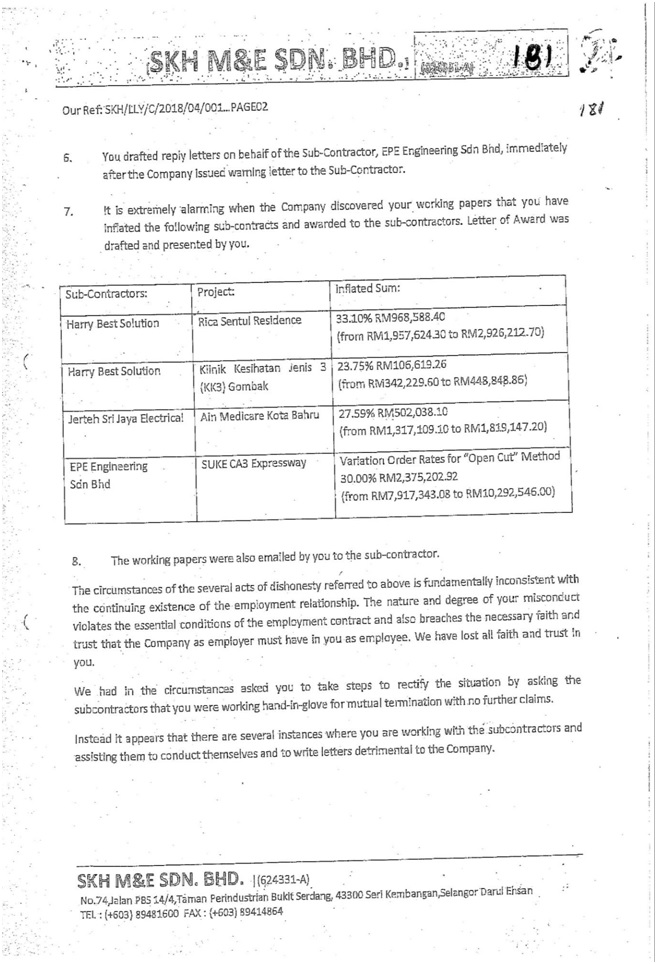 SKH M&E SDN. BHD.
181
Our Ref: SKH/LLY/C/2018/04/001...PAGE02
181
6. You drafted reply letters on behalf of the Sub-Contractor, EPE Engineering Sdn Bhd, immediately
after the Company issued warning letter to the Sub-Contractor.
7. It is extremely alarming when the Company discovered your working papers that you have
inflated the following sub-contracts and awarded to the sub-contractors. Letter of Award was
drafted and presented by you.
Sub-Contractors: Project: Inflated Sum:
Harry Best Solution Rica Sentul Residence 33.10% RM968,588.40
(from RM1,957,624.30 to RM2,926,212.70)
Harry Best Solution Klinik Kesihatan Jenis 3 23.75% RM106,619.26
(KK3) Gombak (from RM342,229.60 to RM448,848.86)
Jerteh Sri Jaya Electrical Ain Medicare Kota Bahru 27.59% RM502,038.10
(from RM1,317,109.10 to RM1,819,147.20)
EPE Engineering SUKE CA3 Expressway Variation Order Rates for "Open Cut" Method
Sdn Bhd 30.00% RM2,375,202.92
(from RM7,917,343.08 to RM10,292,546.00)
8. The working papers were also emailed by you to the sub-contractor.
The circumstances of the several acts of dishonesty referred to above is fundamentally inconsistent with
the continuing existence of the employment relationship. The nature and degree of your misconduct
violates the essential conditions of the employment contract and also breaches the necessary faith and
trust that the Company as employer must have in you as employee. We have lost all faith and trust in
you.
We had in the circumstances asked you to take steps to rectify the situation by asking the
subcontractors that you were working hand-in-glove for mutual termination with no further claims.
Instead it appears that there are several instances where you are working with the subcontractors and
assisting them to conduct themselves and to write letters detrimental to the Company.
SKH M&E SDN. BHD. (624331-A)
No.74,Jalan PBS 14/4,Taman Perindustrian Bukit Serdang, 43300 Seri Kembangan,Selangor Darul Ehsan
TEL : (+603) 89481600 FAX : (+603) 89414864